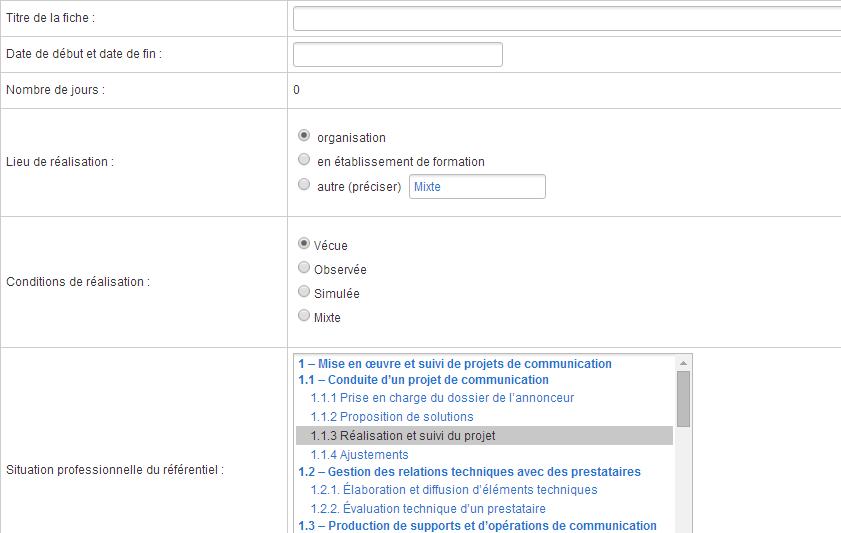 Titre de la fiche :
Date de début et date de fin :
Nombre de jours : 0
Lieu de réalisation :
organisation
en établissement de formation
autre (préciser) Mixte
Conditions de réalisation :
Vécue
Observée
Simulée
Mixte
Situation professionnelle du référentiel :
1 – Mise en œuvre et suivi de projets de communication
1.1 – Conduite d'un projet de communication
1.1.1 Prise en charge du dossier de l'annonceur
1.1.2 Proposition de solutions
1.1.3 Réalisation et suivi du projet
1.1.4 Ajustements
1.2 – Gestion des relations techniques avec des prestataires
1.2.1. Élaboration et diffusion d'éléments techniques
1.2.2. Évaluation technique d'un prestataire
1.3 – Production de supports et d'opérations de communication